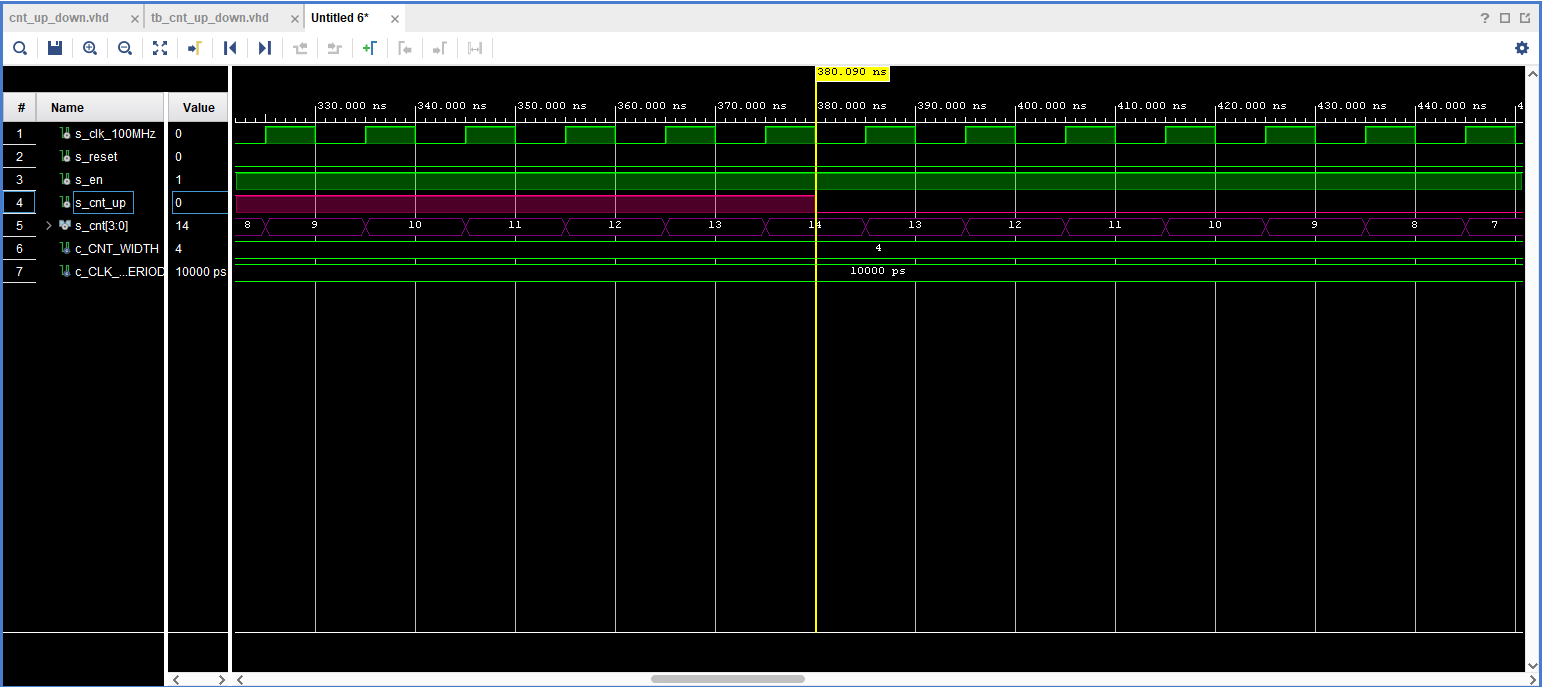 cnt_up_down.vhd × tb_cnt_up_down.vhd × Untitled 6* ×
?
380.090 ns
# Name Value
330.000 ns 340.000 ns 350.000 ns 360.000 ns 370.000 ns 380.000 ns 390.000 ns 400.000 ns 410.000 ns 420.000 ns 430.000 ns 440.000 ns 4
1 s_clk_100MHz 0
2 s_reset 0
3 s_en 1
4 s_cnt_up 0
5 s_cnt[3:0] 14 8 9 10 11 12 13 14 13 12 11 10 9 8 7
6 c_CNT_WIDTH 4 4
7 c_CLK_...ERIOD 10000 ps 10000 ps